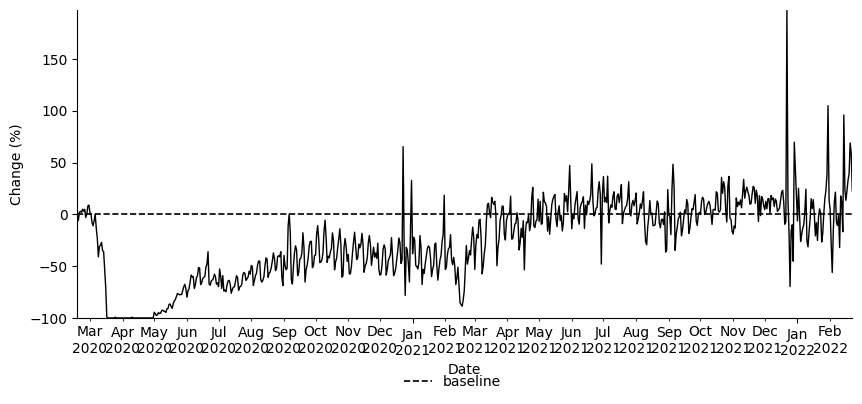 Change (%)
150
100
50
0
−50
−100
Mar Apr May Jun Jul Aug Sep Oct Nov Dec Jan Feb Mar Apr May Jun Jul Aug Sep Oct Nov Dec Jan Feb
2020 2020 2020 2020 2020 2020 2020 2020 2020 2020 2021 2021 2021 2021 2021 2021 2021 2021 2021 2021 2021 2021 2022 2022
Date
baseline